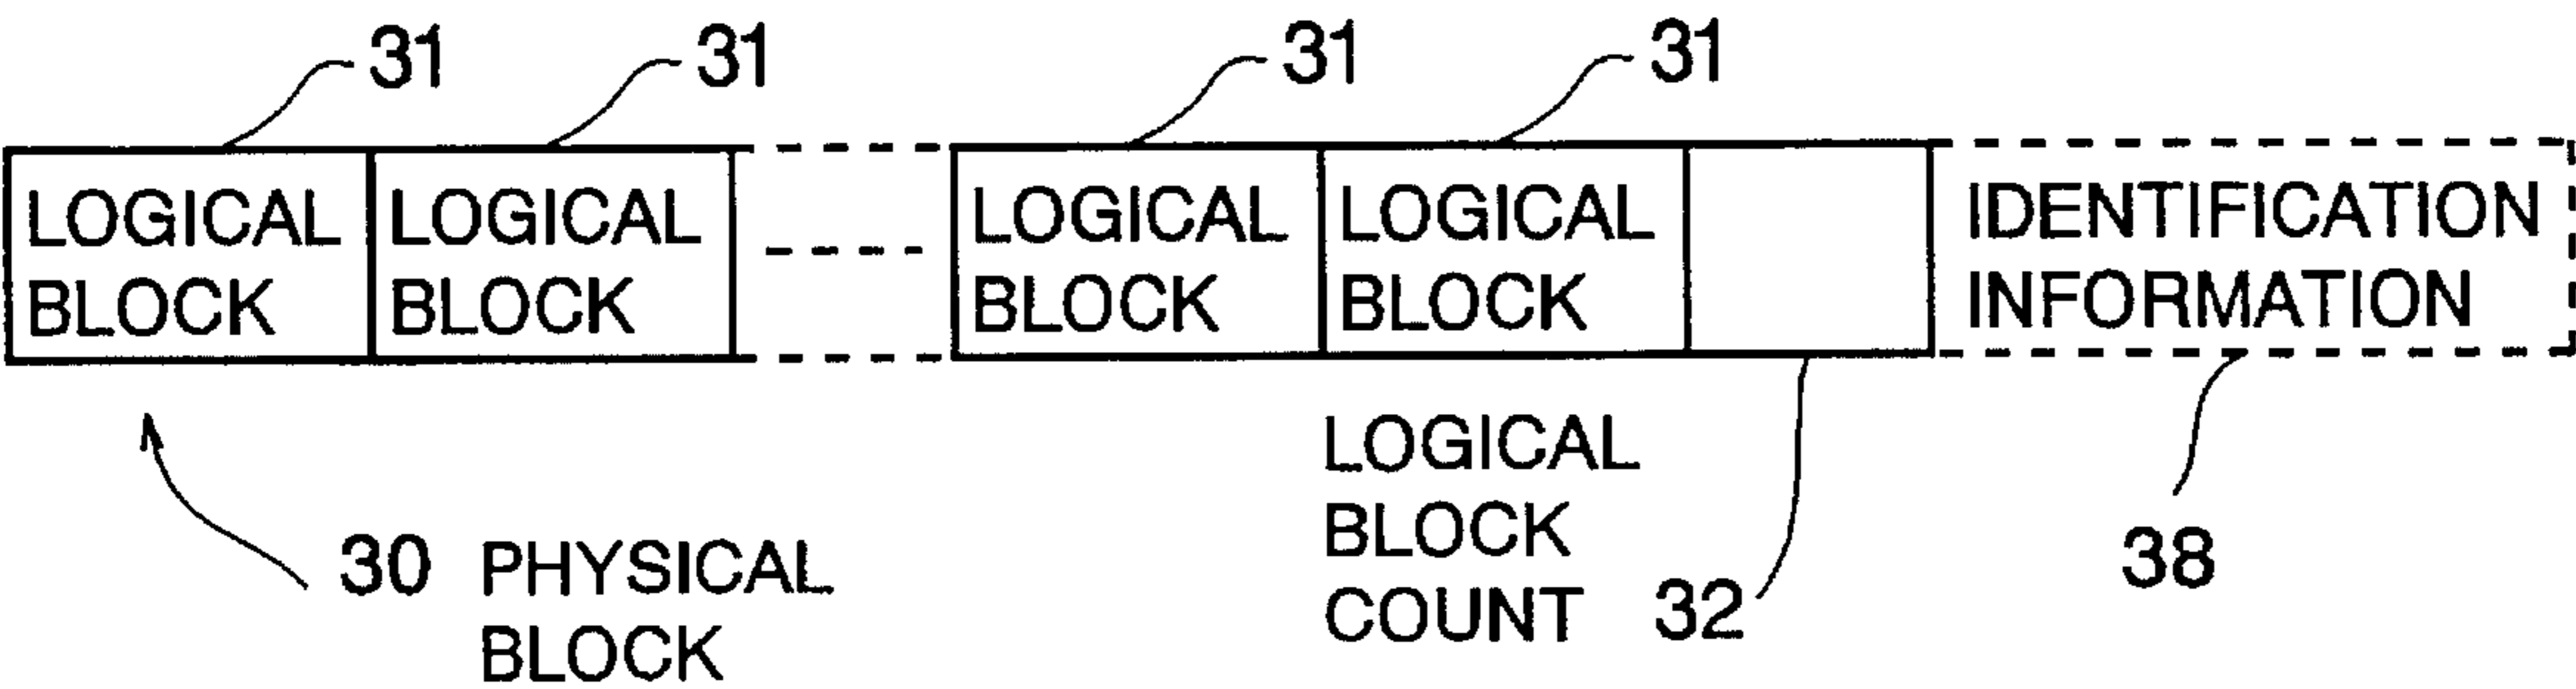 31 31 31 31
LOGICAL LOGICAL LOGICAL LOGICAL IDENTIFICATION
BLOCK BLOCK BLOCK BLOCK INFORMATION
LOGICAL
BLOCK
COUNT 32
38
30 PHYSICAL
BLOCK